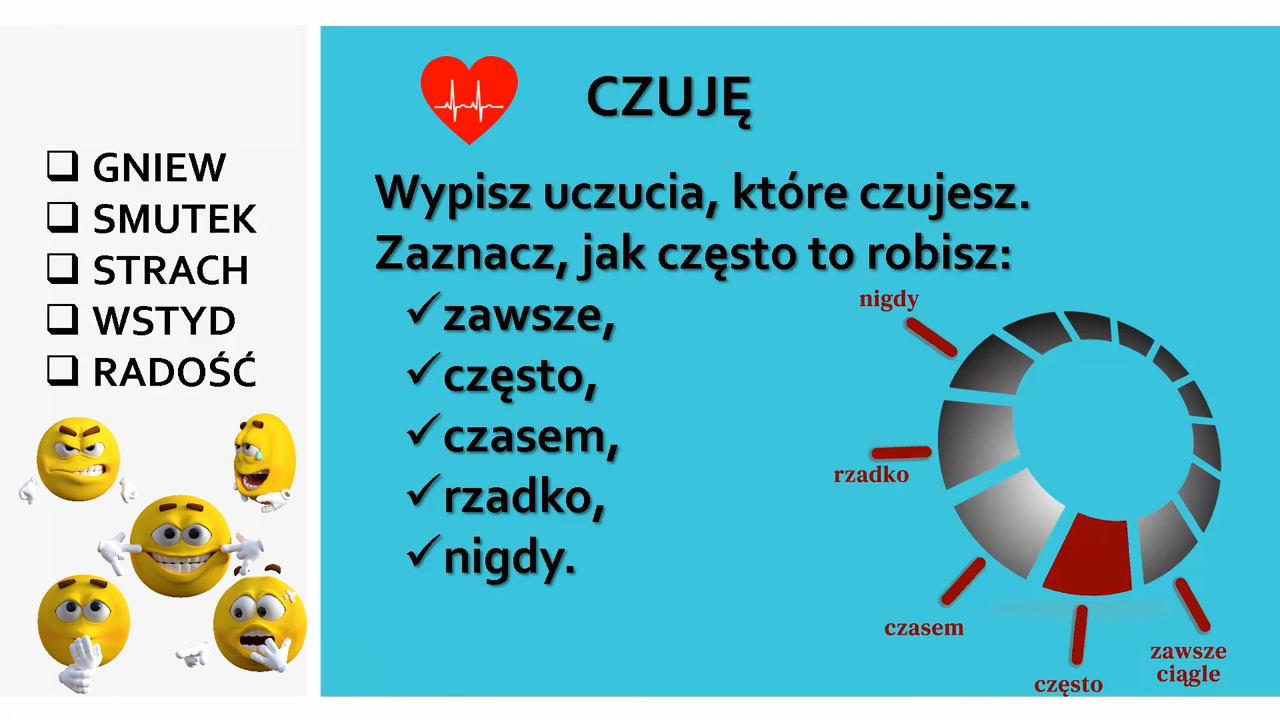 GNIEW
SMUTEK
STRACH
WSTYD
RADOŚĆ
CZUJĘ
Wypisz uczucia, które czujesz.
Zaznacz, jak często to robisz:
zawsze,
często,
czasem,
rzadko,
nigdy.
nigdy
rzadko
czasem
często
zawsze
ciągle